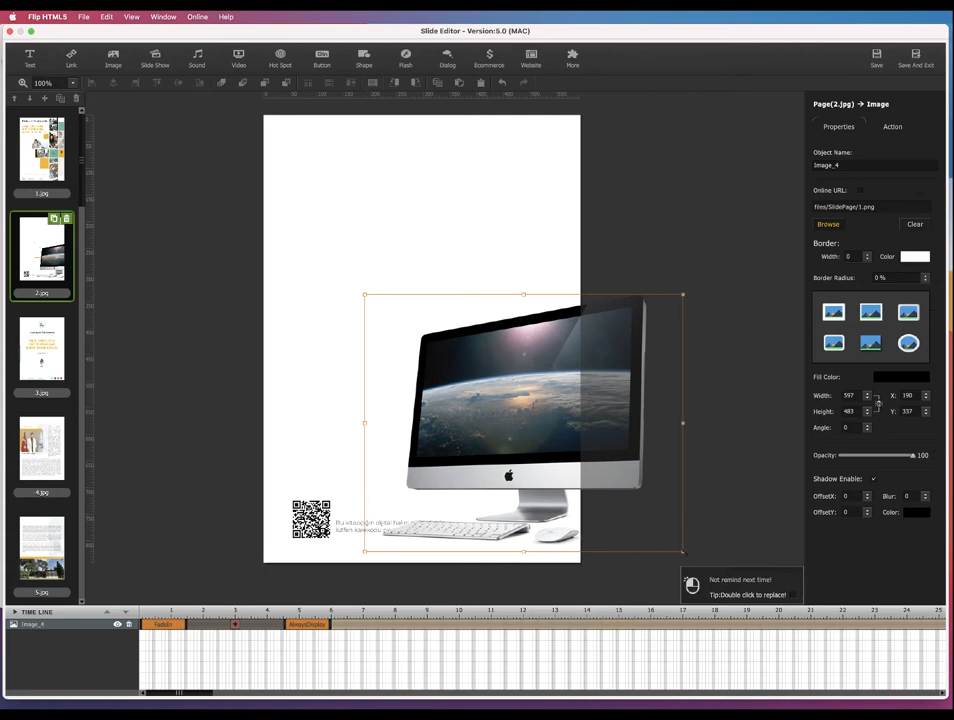 Flip HTML5 File Edit View Window Online Help
Slide Editor - Version:5.0 (MAC)
Text Link Image Slide Show Sound Video Hot Spot Button Shape Flash Dialog Ecommerce Website More Save Save And Exit
100%
Page(2.jpg) → Image
Properties Action
Object Name:
Image_4
Online URL:
files/SlidePage/1.png
Browse Clear
Border:
Width: 0 Color
Border Radius: 0 %
Fill Color:
Width: 597 X: 190
Height: 483 Y: 337
Angle: 0
Opacity: 100
Shadow Enable:
OffsetX: 0 Blur: 0
OffsetY: 0 Color:
1.jpg
2.jpg
3.jpg
4.jpg
5.jpg
Bu kitapçığın dijital halini
lütfen karekodu
Not remind next time!
Tip:Double click to replace!
TIME LINE 1 2 3 4 5 6 7 8 9 10 11 12 13 14 15 16 17 18 19 20 21 22 23 24 25
Image_4 FadeIn AlwaysDisplay